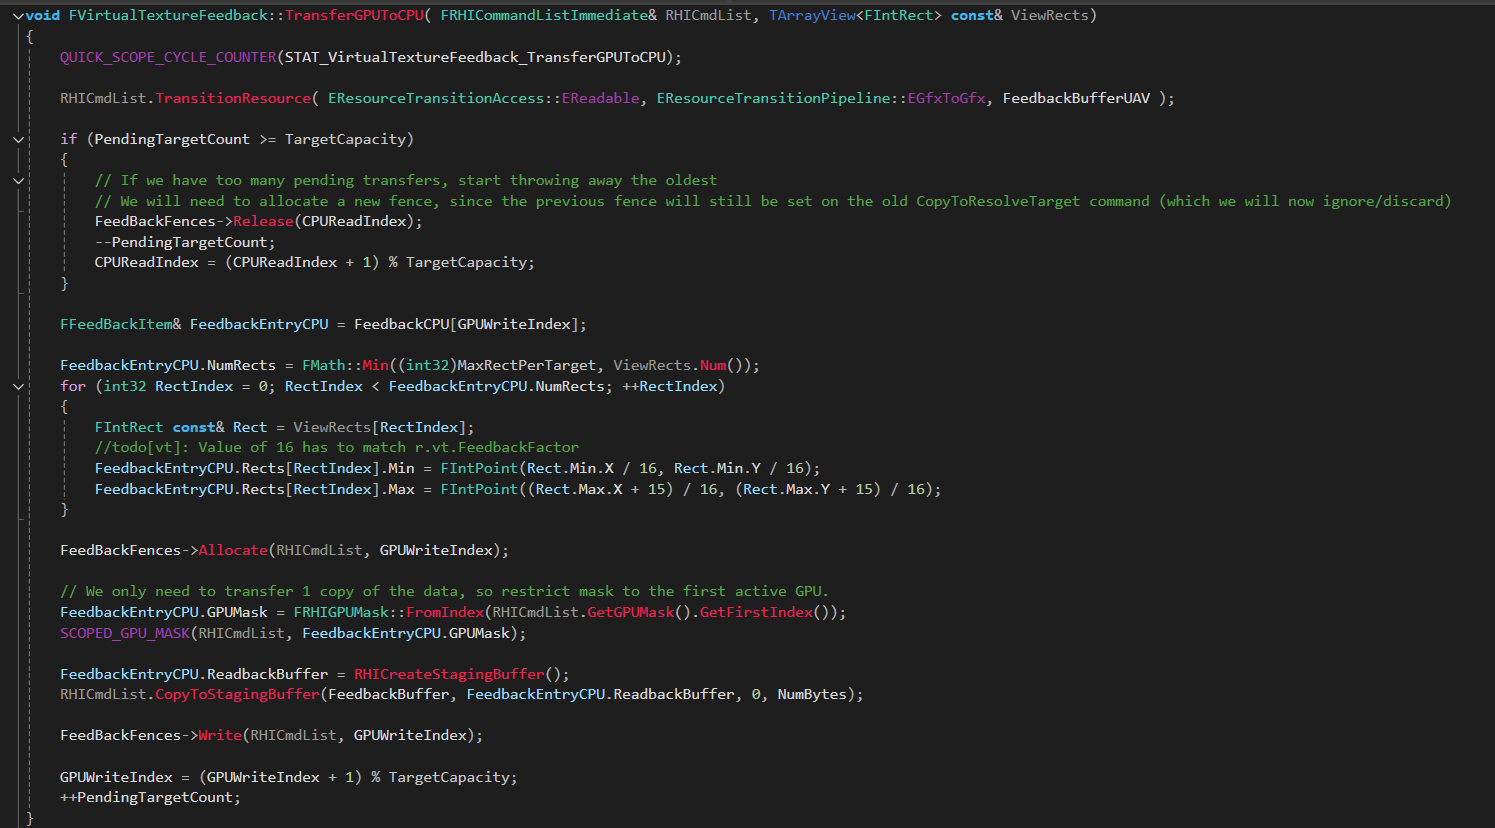 void FVirtualTextureFeedback::TransferGPUToCPU( FRHICommandListImmediate& RHICmdList, TArrayView<FIntRect> const& ViewRects)
{
QUICK_SCOPE_CYCLE_COUNTER(STAT_VirtualTextureFeedback_TransferGPUToCPU);
RHICmdList.TransitionResource( EResourceTransitionAccess::EReadable, EResourceTransitionPipeline::EGfxToGfx, FeedbackBufferUAV );
if (PendingTargetCount >= TargetCapacity)
{
// If we have too many pending transfers, start throwing away the oldest
// We will need to allocate a new fence, since the previous fence will still be set on the old CopyToResolveTarget command (which we will now ignore/discard)
FeedBackFences->Release(CPUReadIndex);
--PendingTargetCount;
CPUReadIndex = (CPUReadIndex + 1) % TargetCapacity;
}
FFeedBackItem& FeedbackEntryCPU = FeedbackCPU[GPUWriteIndex];
FeedbackEntryCPU.NumRects = FMath::Min((int32)MaxRectPerTarget, ViewRects.Num());
for (int32 RectIndex = 0; RectIndex < FeedbackEntryCPU.NumRects; ++RectIndex)
{
FIntRect const& Rect = ViewRects[RectIndex];
//todo[vt]: Value of 16 has to match r.vt.FeedbackFactor
FeedbackEntryCPU.Rects[RectIndex].Min = FIntPoint(Rect.Min.X / 16, Rect.Min.Y / 16);
FeedbackEntryCPU.Rects[RectIndex].Max = FIntPoint((Rect.Max.X + 15) / 16, (Rect.Max.Y + 15) / 16);
}
FeedBackFences->Allocate(RHICmdList, GPUWriteIndex);
// We only need to transfer 1 copy of the data, so restrict mask to the first active GPU.
FeedbackEntryCPU.GPUMask = FRHIGPUMask::FromIndex(RHICmdList.GetGPUMask().GetFirstIndex());
SCOPED_GPU_MASK(RHICmdList, FeedbackEntryCPU.GPUMask);
FeedbackEntryCPU.ReadbackBuffer = RHICreateStagingBuffer();
RHICmdList.CopyToStagingBuffer(FeedbackBuffer, FeedbackEntryCPU.ReadbackBuffer, 0, NumBytes);
FeedBackFences->Write(RHICmdList, GPUWriteIndex);
GPUWriteIndex = (GPUWriteIndex + 1) % TargetCapacity;
++PendingTargetCount;
}